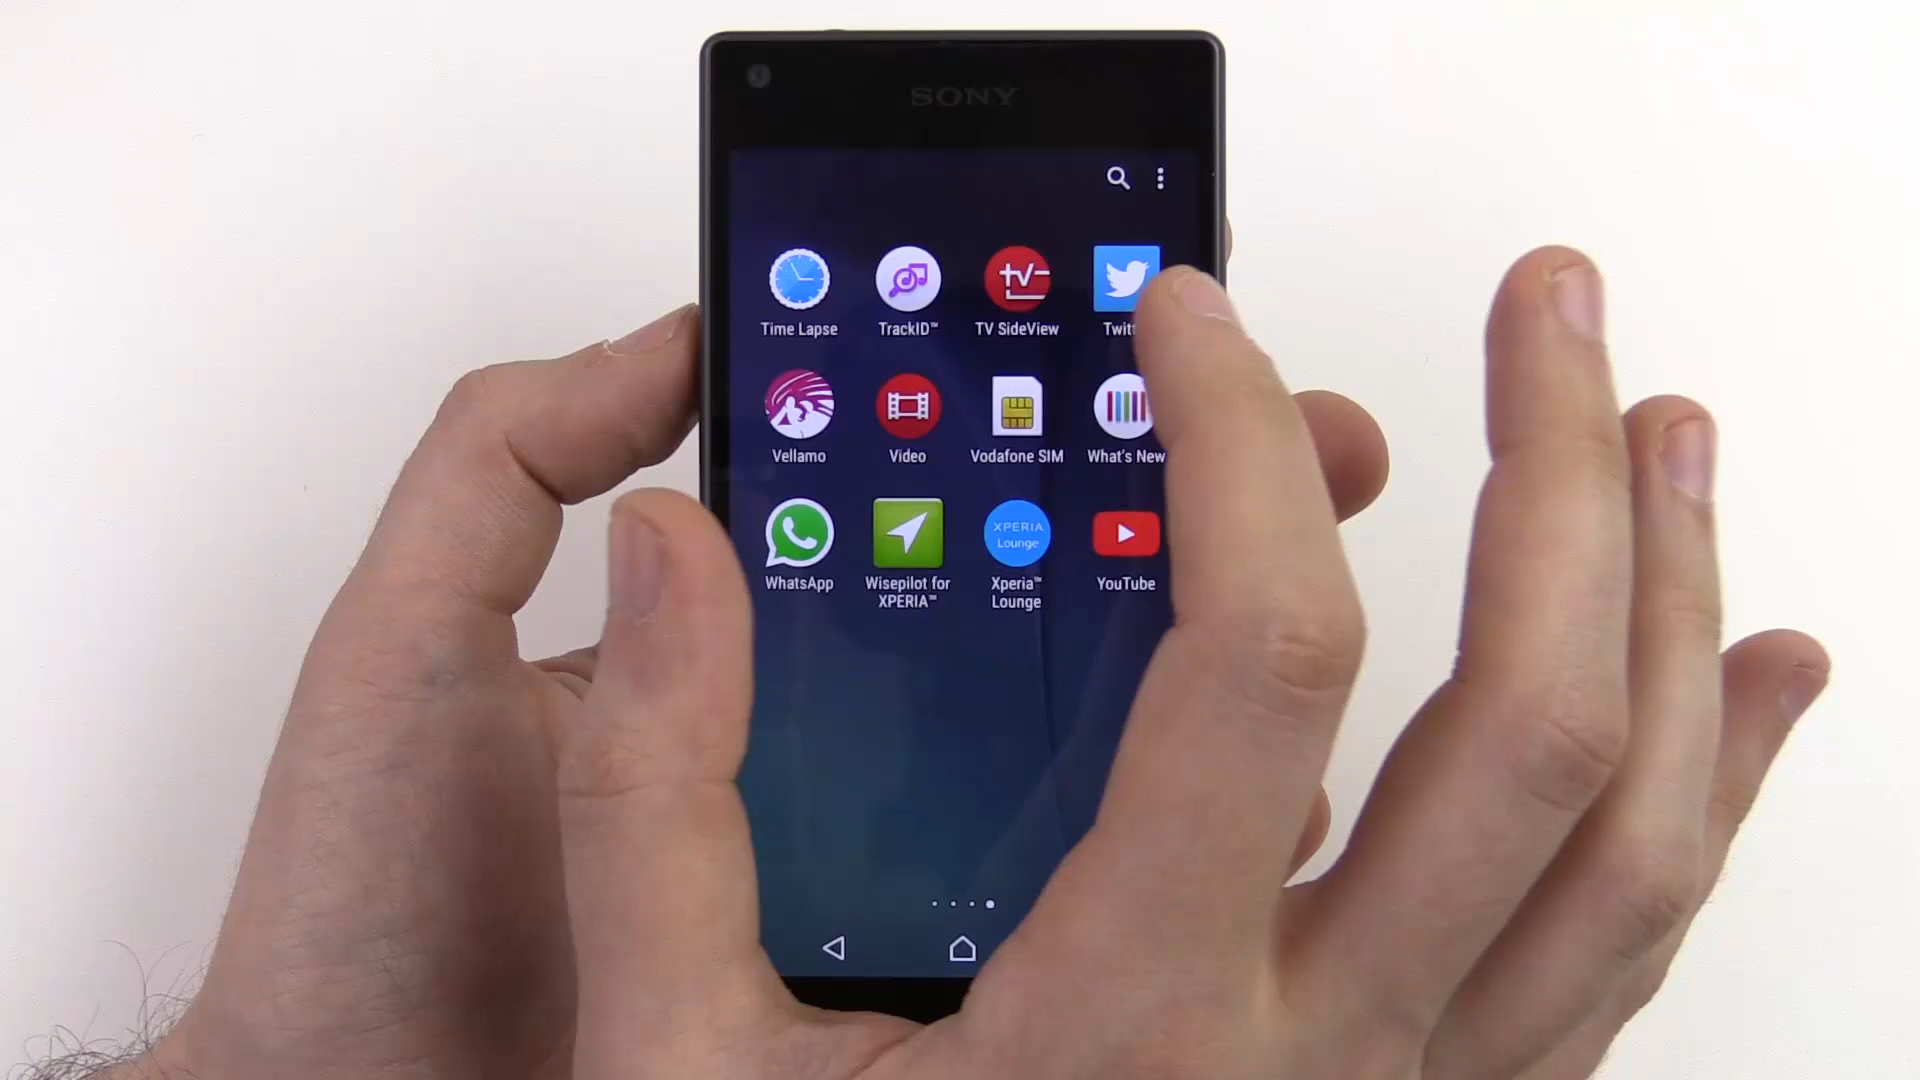 SONY
Time Lapse
TrackID™
TV SideView
Twitt
Vellamo
Video
Vodafone SIM
What's New
WhatsApp
Wisepilot for
XPERIA™
XPERIA
Lounge
Xperia™
Lounge
YouTube